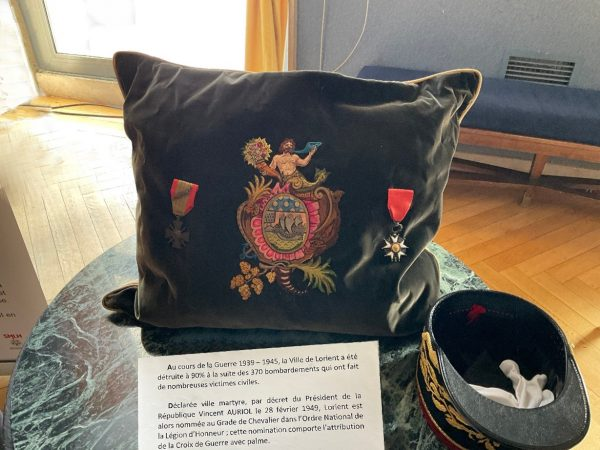 Au cours de la Guerre 1939 – 1945, la Ville de Lorient a été
détruite à 90% à la suite des 370 bombardements qui ont fait
de nombreuses victimes civiles.
Déclarée ville martyre, par décret du Président de la
République Vincent AURIOL le 28 février 1949, Lorient est
alors nommée au Grade de Chevalier dans l'Ordre National de
la Légion d'Honneur ; cette nomination comporte l'attribution
de la Croix de Guerre avec palme.
en
SMLH